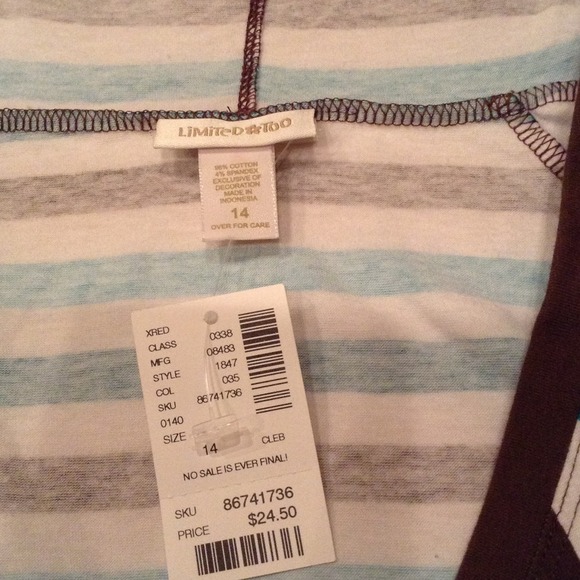 LiMiTeD TOO
96% COTTON
4% SPANDEX
EXCLUSIVE OF
DECORATION
MADE IN
INDONESIA
14
OVER FOR CARE
XRED
CLASS 0338
MFG 08483
STYLE 1847
COL 035
SKU 86741736
0140
SIZE 14 CLEB
NO SALE IS EVER FINAL!
SKU 86741736
PRICE $24.50